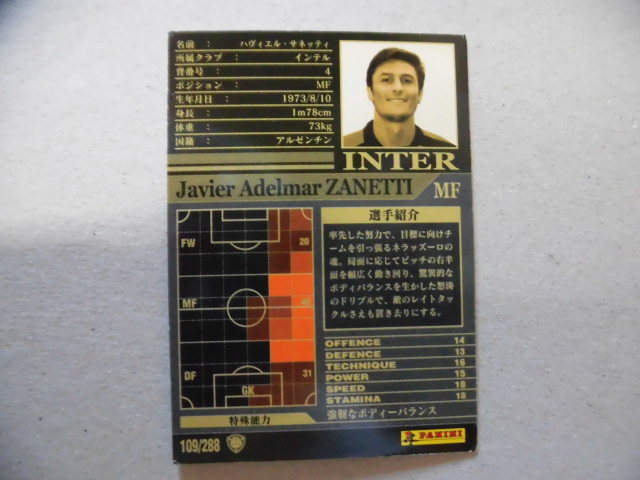 名前 : ハヴィエル・サネッティ
所属クラブ : インテル
背番号 : 4
ポジション : MF
生年月日 : 1973/8/10
身長 : 1m78cm
体重 : 73kg
国籍 : アルゼンチン
INTER
Javier Adelmar ZANETTI MF
FW 20
MF 49
DF 31
GK
選手紹介
率先した努力で、目標に向けチ
ームを引っ張るネラッズーロの
魂。局面に応じてピッチの右半
面を幅広く動き回り、驚異的な
ボディバランスを生かした怒涛
のドリブルで、敵のレイトタッ
クルさえも置き去りにする。
OFFENCE 14
DEFENCE 13
TECHNIQUE 16
POWER 15
SPEED 18
STAMINA 18
特殊能力 強靭なボディーバランス
109/288
PANINI